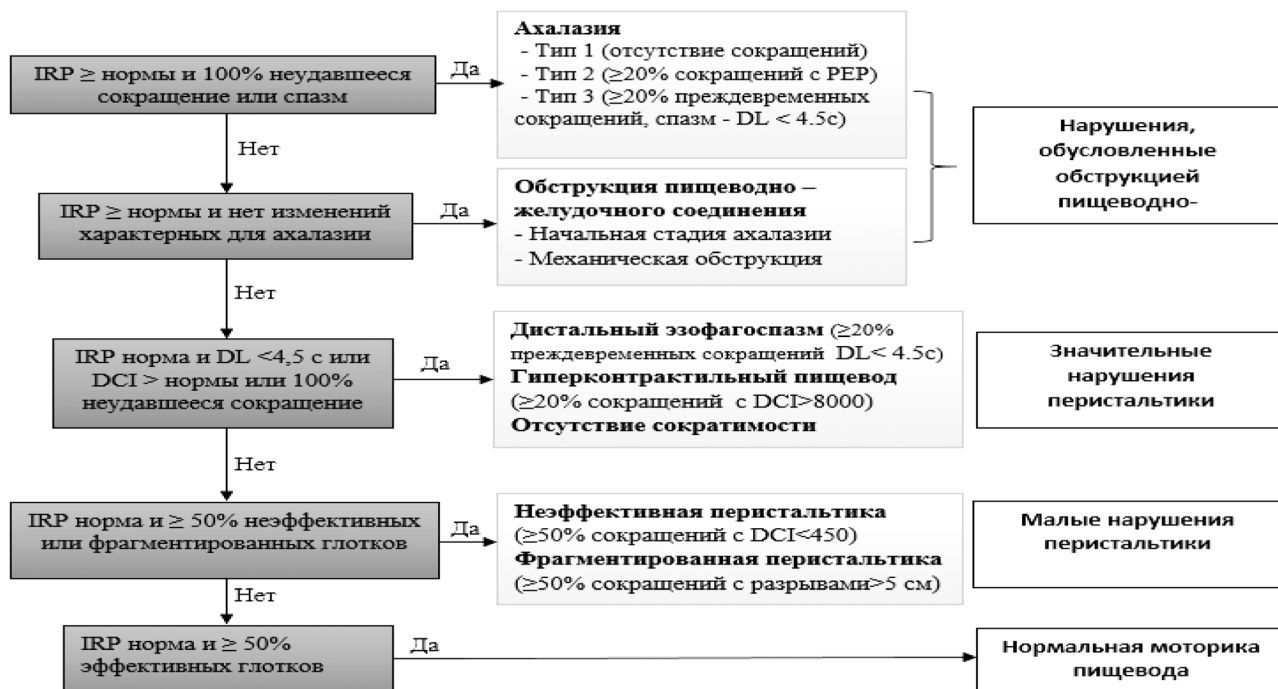 IRP ≥ нормы и 100% неудавшееся
сокращение или спазм
Да
Ахалазия
- Тип 1 (отсутствие сокращений)
- Тип 2 (≥20% сокращений с PEP)
- Тип 3 (≥20% преждевременных
сокращений, спазм - DL < 4.5с)
Нет
Нарушения,
обусловленные
обструкцией
пищеводно-
IRP ≥ нормы и нет изменений
характерных для ахалазии
Да
Обструкция пищеводно –
желудочного соединения
- Начальная стадия ахалазии
- Механическая обструкция
Нет
IRP норма и DL <4,5 с или
DCI > нормы или 100%
неудавшееся сокращение
Да
Дистальный эзофагоспазм (≥20%
преждевременных сокращений DL< 4.5с)
Гиперконтрактильный пищевод
(≥20% сокращений с DCI>8000)
Отсутствие сократимости
Значительные
нарушения
перистальтики
Нет
IRP норма и ≥ 50% неэффективных
или фрагментированных глотков
Да
Неэффективная перистальтика
(≥50% сокращений с DCI<450)
Фрагментированная перистальтика
(≥50% сокращений с разрывами>5 см)
Малые нарушения
перистальтики
Нет
IRP норма и ≥ 50%
эффективных глотков
Да
Нормальная моторика
пищевода